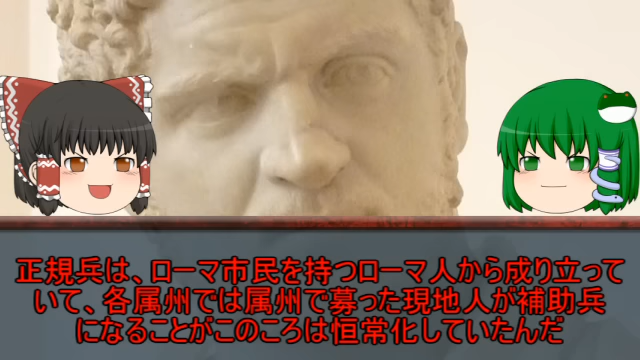 正規兵は、ローマ市民を持つローマ人から成り立って
いて、各属州では属州で募った現地人が補助兵
になることがこのころは恒常化していたんだ